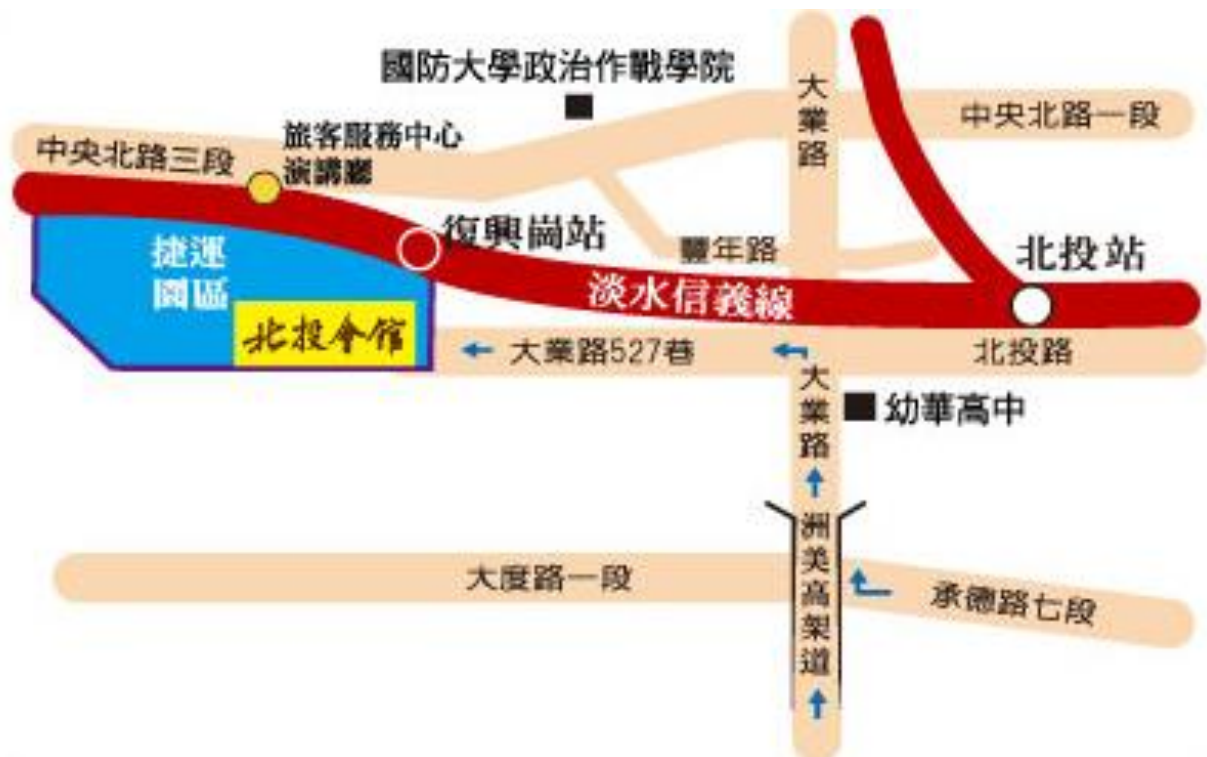 國防大學政治作戰學院
大業路
中央北路一段
中央北路三段
旅客服務中心
演講廳
復興崗站
豐年路
北投站
捷運
園區
淡水信義線
北投會館
大業路527巷
北投路
大業路
幼華高中
洲美高架道
大度路一段
承德路七段